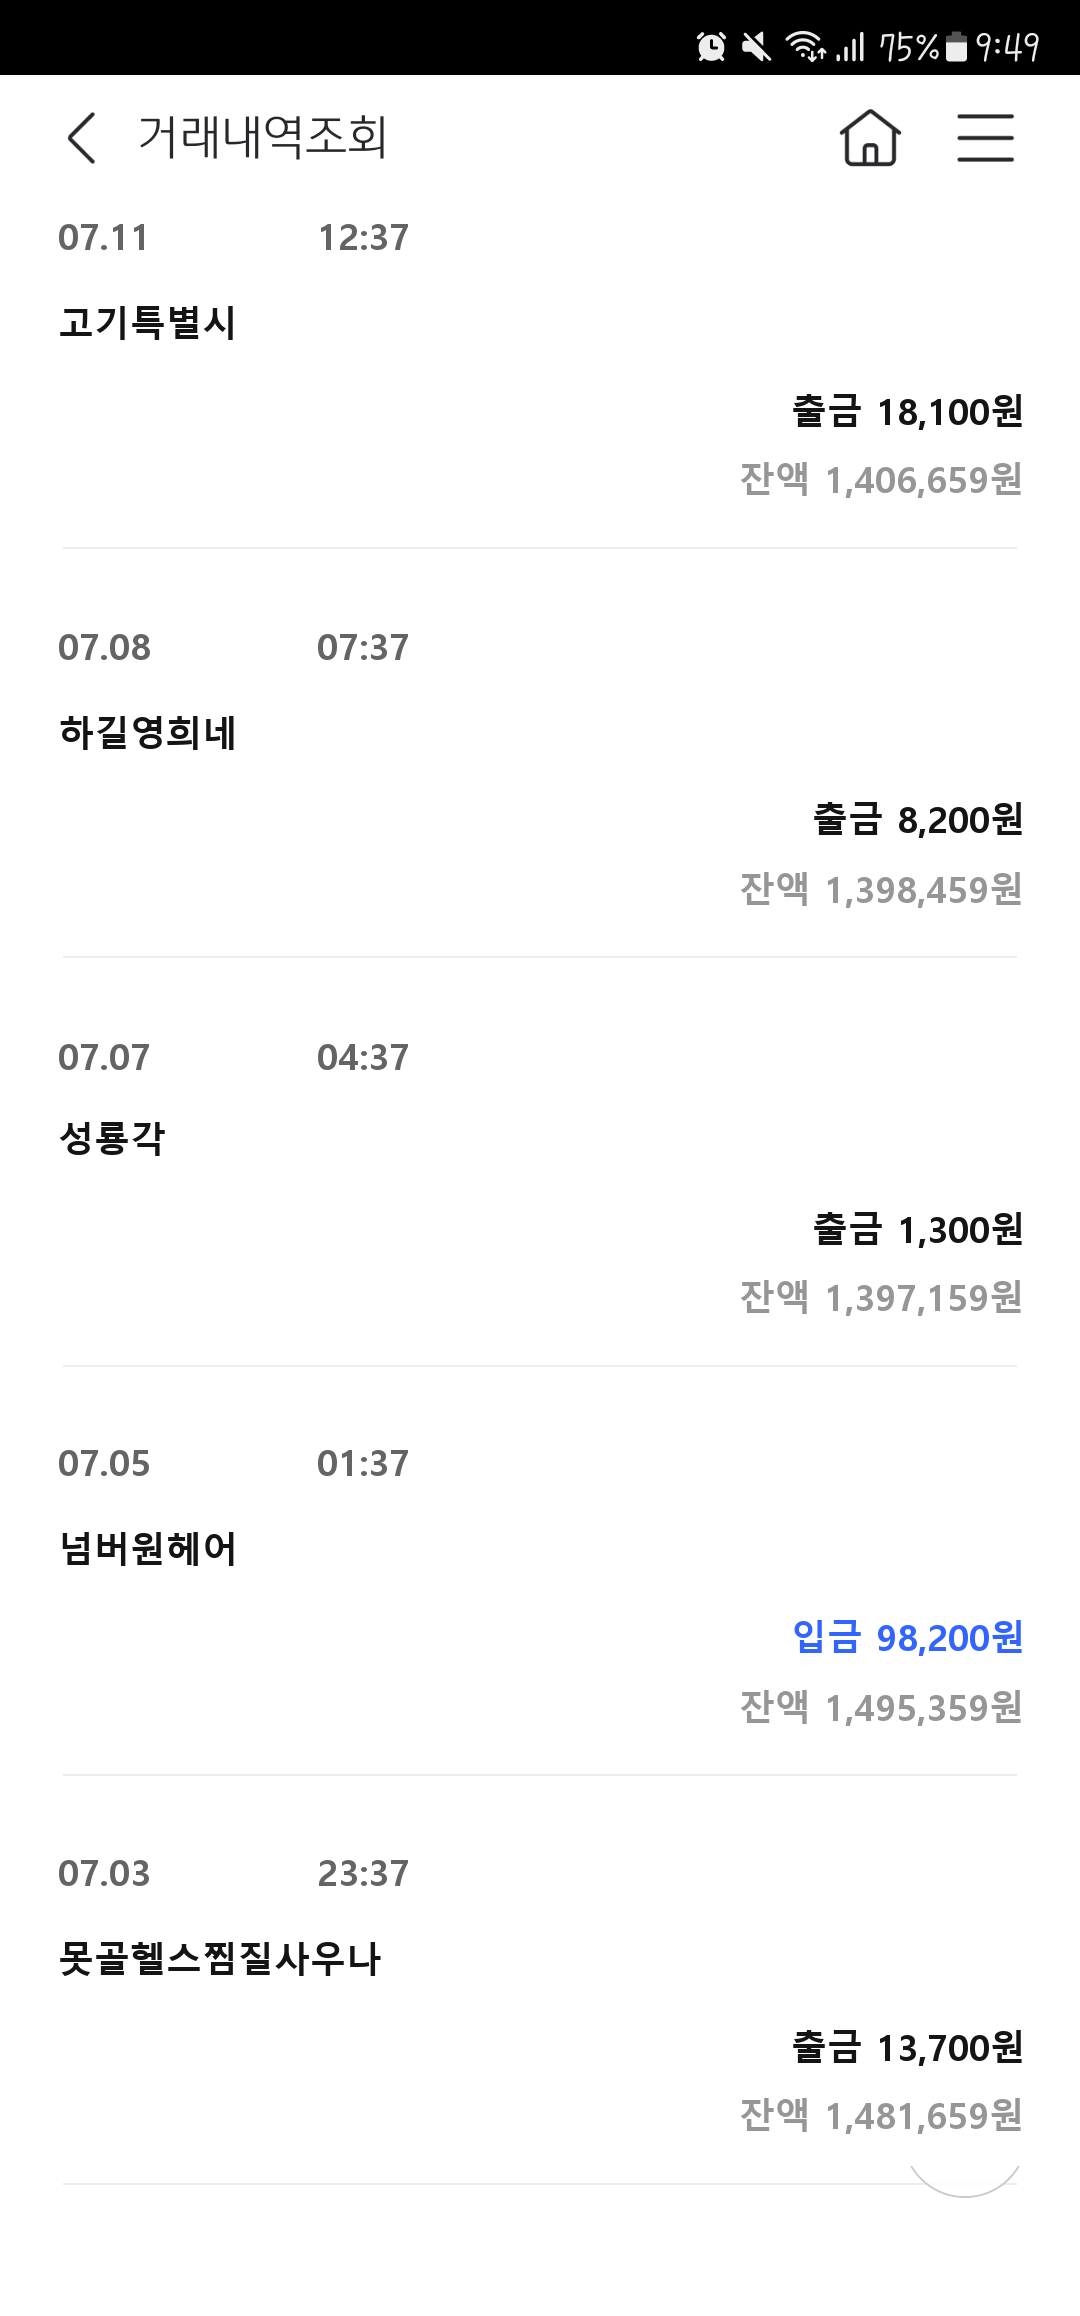 75% 9:49
거래내역조회
07.11 12:37
고기특별시
출금 18,100원
잔액 1,406,659원
07.08 07:37
하길영희네
출금 8,200원
잔액 1,398,459원
07.07 04:37
성룡각
출금 1,300원
잔액 1,397,159원
07.05 01:37
넘버원헤어
입금 98,200원
잔액 1,495,359원
07.03 23:37
못골헬스찜질사우나
출금 13,700원
잔액 1,481,659원